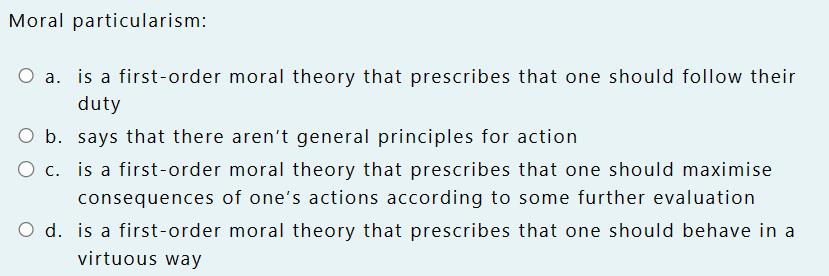 Moral particularism:
a. is a first-order moral theory that prescribes that one should follow their
duty
b. says that there aren't general principles for action
c. is a first-order moral theory that prescribes that one should maximise
consequences of one's actions according to some further evaluation
d. is a first-order moral theory that prescribes that one should behave in a
virtuous way